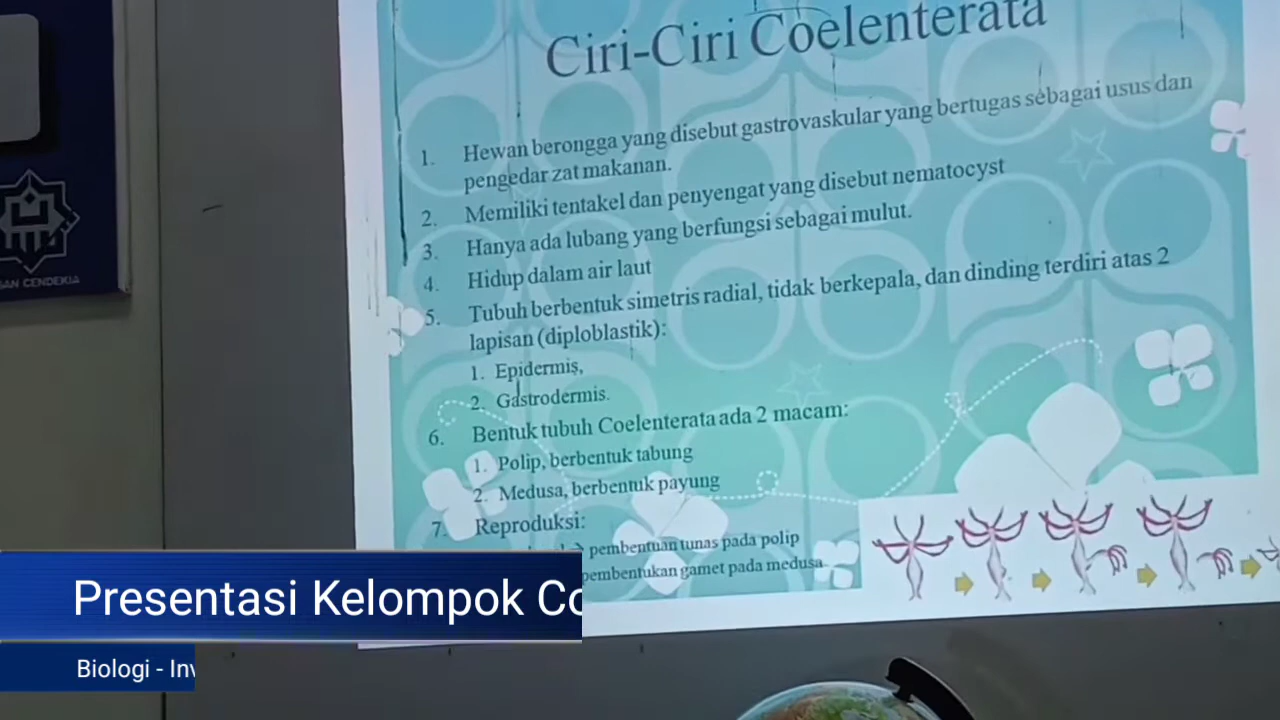 Ciri-Ciri Coelenterata
1. Hewan berongga yang disebut gastrovaskular yang bertugas sebagai usus dan
pengedar zat makanan.
2. Memiliki tentakel dan penyengat yang disebut nematocyst
3. Hanya ada lubang yang berfungsi sebagai mulut.
4. Hidup dalam air laut
5. Tubuh berbentuk simetris radial, tidak berkepala, dan dinding terdiri atas 2
lapisan (diploblastik):
1. Epidermis,
2. Gastrodermis.
6. Bentuk tubuh Coelenterata ada 2 macam:
1. Polip, berbentuk tabung
2. Medusa, berbentuk payung
7. Reproduksi:
pembentuan tunas pada polip
pembentukan gamet pada medusa
CENDEKIA
Presentasi Kelompok Co
Biologi - Inv